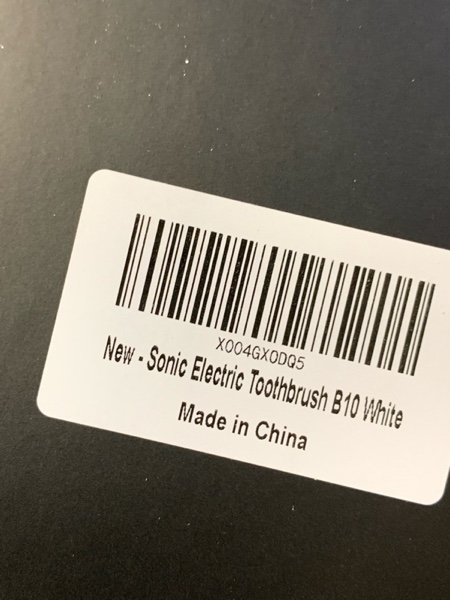 X004GX0DQ5
New - Sonic Electric Toothbrush B10 White
Made in China